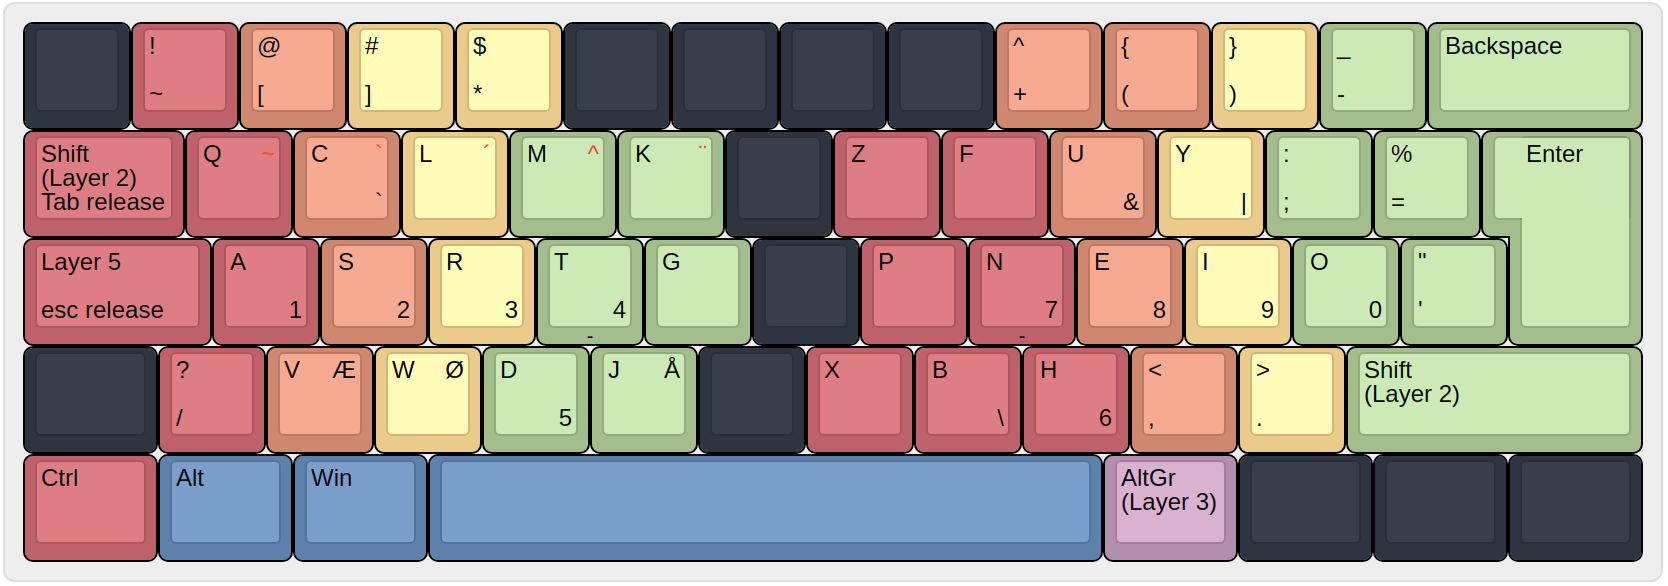 ! @ # $ ^ { } _ Backspace
~ [ ] * + ( ) -
Shift Q ~ C ` L ´ M ^ K ¨ Z F U Y : % Enter
(Layer 2)
Tab release ` & | ; =
Layer 5 A S R T G P N E I O "
esc release 1 2 3 4 7 8 9 0 '
- -
? V Æ W Ø D J Å X B H < > Shift
(Layer 2)
/ 5 \ 6 , .
Ctrl Alt Win AltGr
(Layer 3)